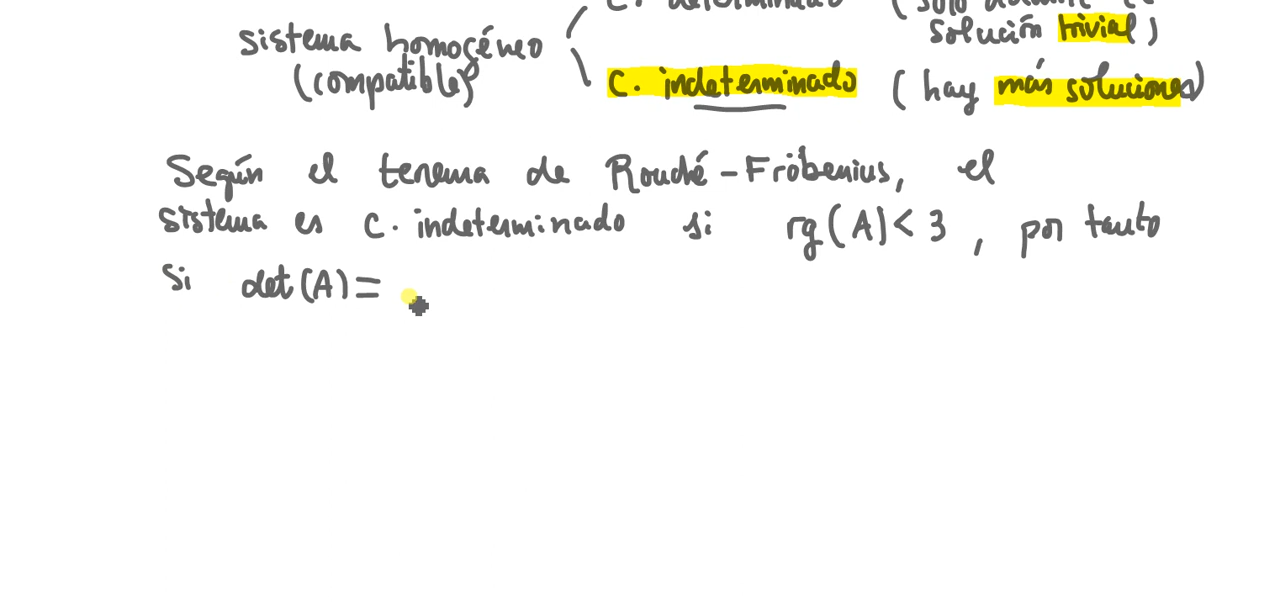 sistema homogéneo
(compatible)
solución trivial)
C. indeterminado (hay más soluciones)
Según el teorema de Rouché-Fröbenius, el
sistema es C. indeterminado si rg(A)<3, por tanto
si det(A)=